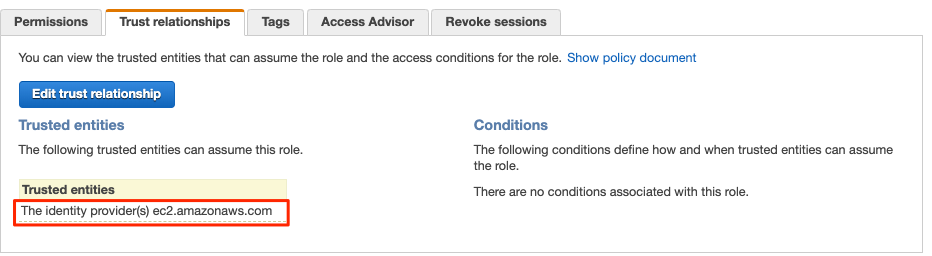 Permissions
Trust relationships
Tags
Access Advisor
Revoke sessions
You can view the trusted entities that can assume the role and the access conditions for the role. Show policy document
Edit trust relationship
Trusted entities
The following trusted entities can assume this role.
Trusted entities
The identity provider(s) ec2.amazonaws.com
Conditions
The following conditions define how and when trusted entities can assume
the role.
There are no conditions associated with this role.